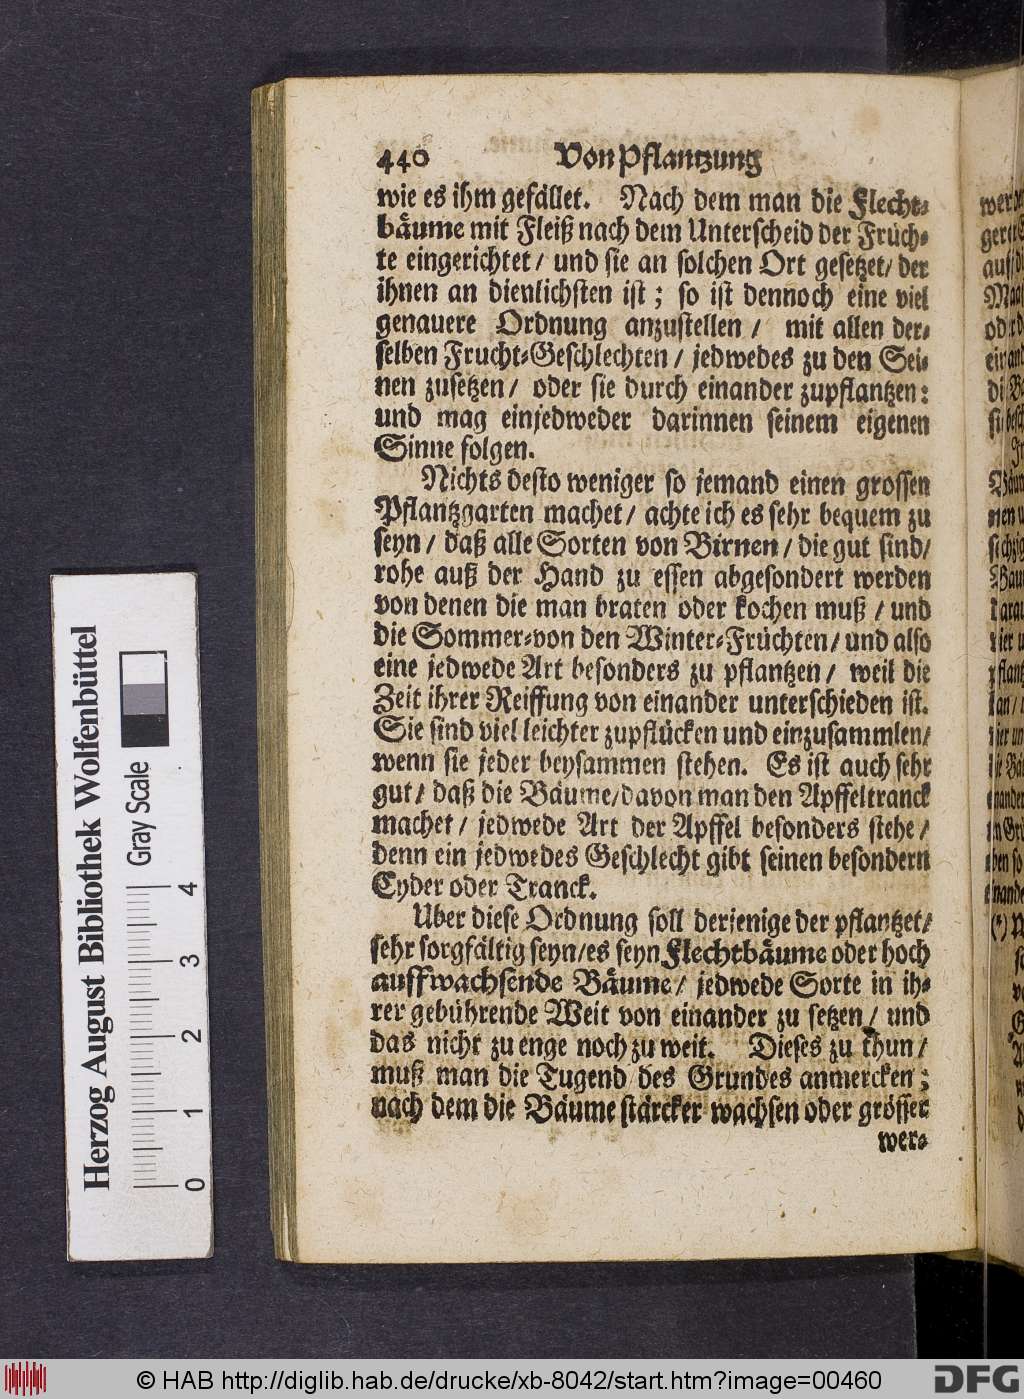 440 Von Pflantzung
wie es ihm gefället. Nach dem man die Flecht-
bäume mit Fleiß nach dem Unterscheid der Früch-
te eingerichtet / und sie an solchen Ort gesetzet / der
ihnen an dienlichsten ist; so ist dennoch eine viel
genauere Ordnung anzustellen / mit allen der-
selben Frucht-Geschlechten / jedwedes zu den Sei-
nen zusetzen / oder sie durch einander zupflantzen:
und mag einjedweder darinnen seinem eigenen
Sinne folgen.
Nichts desto weniger so jemand einen grossen
Pflantzgarten machet / achte ich es sehr bequem zu
seyn / daß alle Sorten von Birnen / die gut sind /
rohe auß der Hand zu essen abgesondert werden
von denen die man braten oder kochen muß / und
die Sommer-von den Winter-Früchten / und also
eine jedwede Art besonders zu pflantzen / weil die
Zeit ihrer Reiffung von einander unterschieden ist.
Sie sind viel leichter zupflücken und einzusammlen /
wenn sie jeder beysammen stehen. Es ist auch sehr
gut / daß die Bäume / davon man den Apffeltranck
machet / jedwede Art der Apffel besonders stehe /
denn ein jedwedes Geschlecht gibt seinen besondern
Cyder oder Tranck.
Uber diese Ordnung soll derjenige der pflantzet /
sehr sorgfältig seyn / es seyn Flechtbäume oder hoch
auffwachsende Bäume / jedwede Sorte in ih-
rer gebührende Weit von einander zu setzen / und
das nicht zu enge noch zu weit. Dieses zu thun /
muß man die Tugend des Grundes anmercken;
nach dem die Bäume stärcker wachsen oder grösser
wer-
Herzog August Bibliothek Wolfenbüttel
Gray Scale
0 1 2 3 4
© HAB http://diglib.hab.de/drucke/xb-8042/start.htm?image=00460
DFG